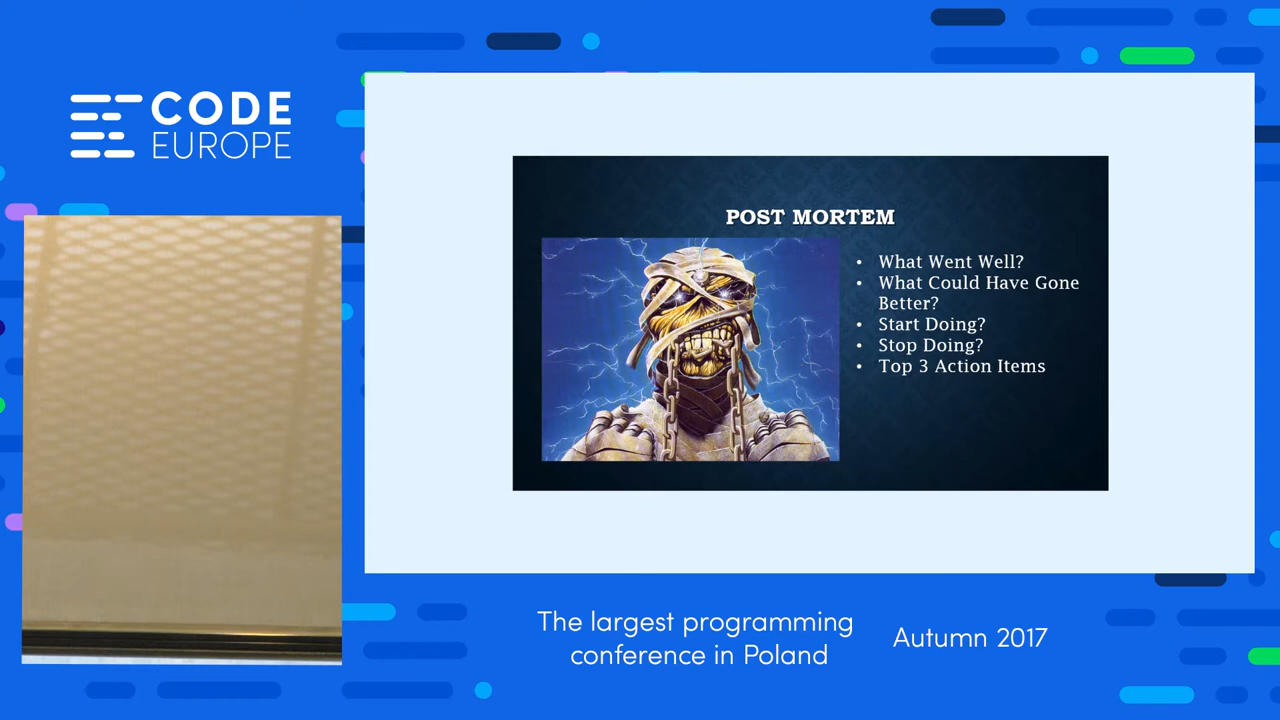 CODE
EUROPE
POST MORTEM
• What Went Well?
• What Could Have Gone
Better?
• Start Doing?
• Stop Doing?
• Top 3 Action Items
The largest programming
conference in Poland
Autumn 2017